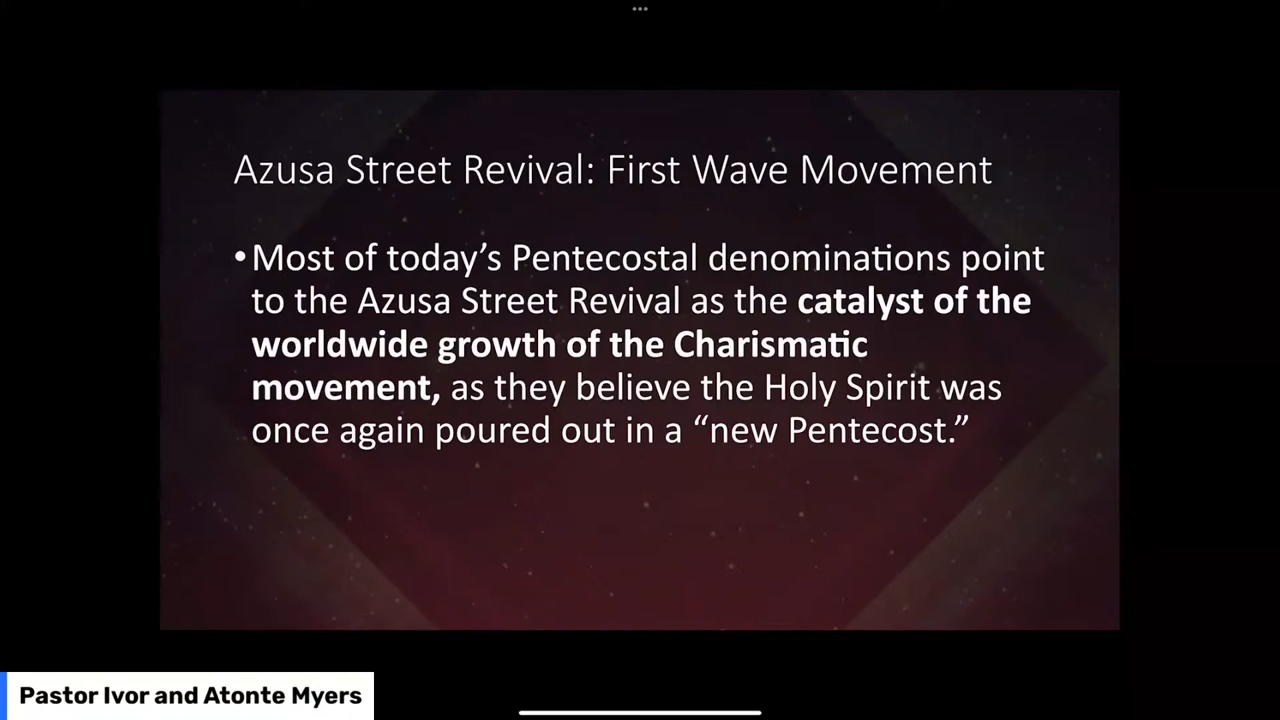 Azusa Street Revival: First Wave Movement
•Most of today’s Pentecostal denominations point
to the Azusa Street Revival as the catalyst of the
worldwide growth of the Charismatic
movement, as they believe the Holy Spirit was
once again poured out in a “new Pentecost.”
Pastor Ivor and Atonte Myers